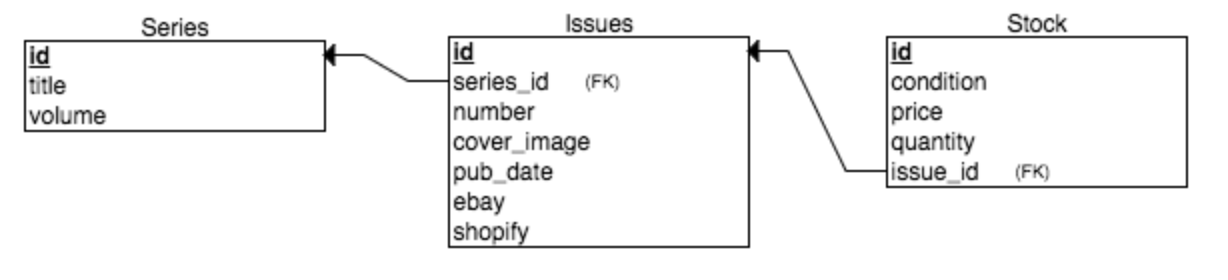 Series
id
title
volume
Issues
id
series_id (FK)
number
cover_image
pub_date
ebay
shopify
Stock
id
condition
price
quantity
issue_id (FK)